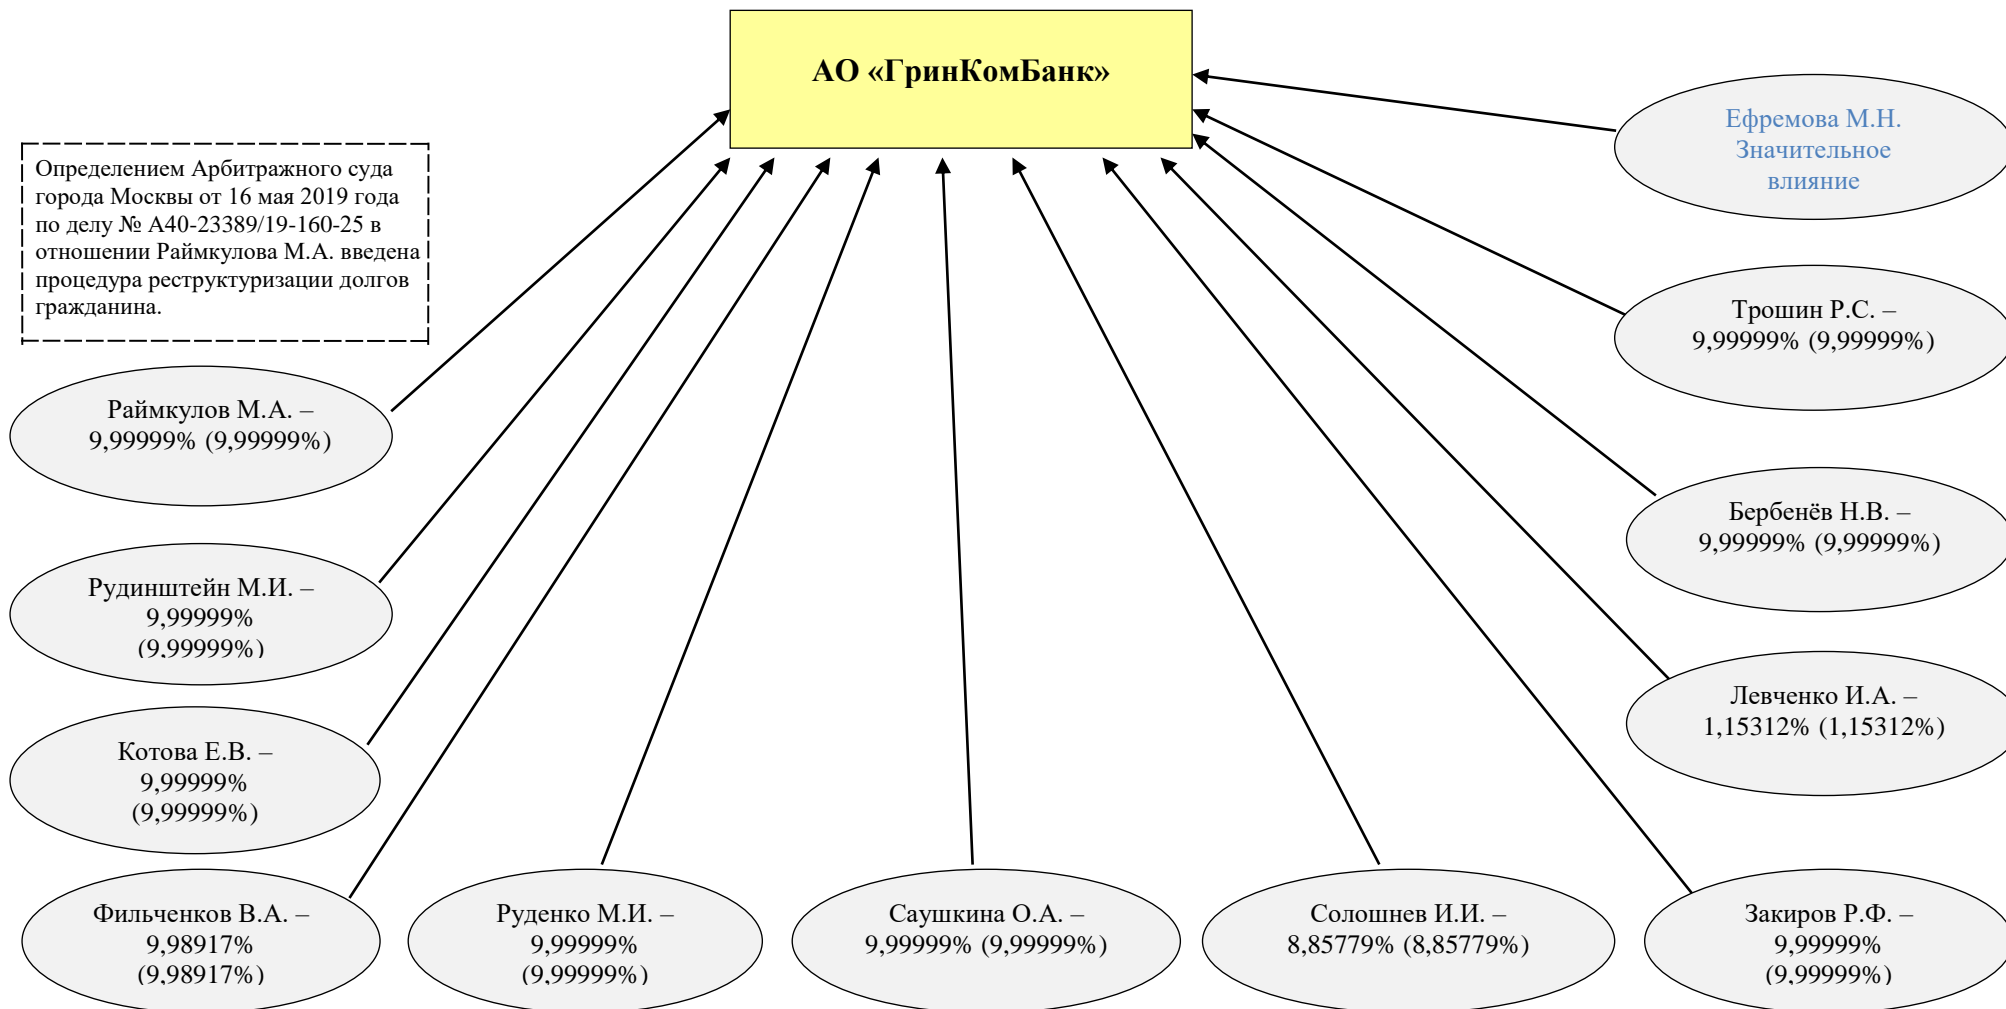 АО «ГринКомБанк»
Ефремова М.Н.
Значительное
влияние
Определением Арбитражного суда
города Москвы от 16 мая 2019 года
по делу № А40-23389/19-160-25 в
отношении Раймкулова М.А. введена
процедура реструктуризации долгов
гражданина.
Трошин Р.С. –
9,99999% (9,99999%)
Раймкулов М.А. –
9,99999% (9,99999%)
Бербенёв Н.В. –
9,99999% (9,99999%)
Рудинштейн М.И. –
9,99999%
(9,99999%)
Левченко И.А. –
1,15312% (1,15312%)
Котова Е.В. –
9,99999%
(9,99999%)
Фильченков В.А. –
9,98917%
(9,98917%)
Руденко М.И. –
9,99999%
(9,99999%)
Саушкина О.А. –
9,99999% (9,99999%)
Солошнев И.И. –
8,85779% (8,85779%)
Закиров Р.Ф. –
9,99999%
(9,99999%)